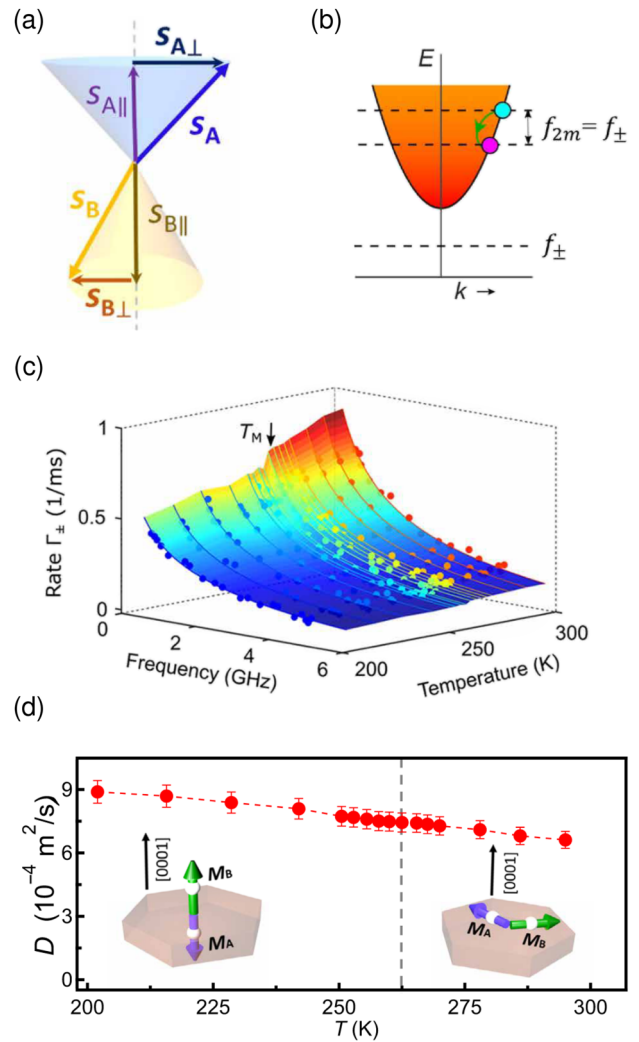 (a)
S_A⊥
S_A∥
S_A
S_B
S_B∥
S_B⊥
(b)
E
f_2m = f_±
f_±
k →
(c)
Rate Γ_± (1/ms)
1
0.5
0
T_M
0
2
4
6
Frequency (GHz)
200
250
300
Temperature (K)
(d)
D (10⁻⁴ m²/s)
9
6
3
0
[0001]
M_B
M_A
[0001]
M_A
M_B
200
225
250
275
300
T (K)